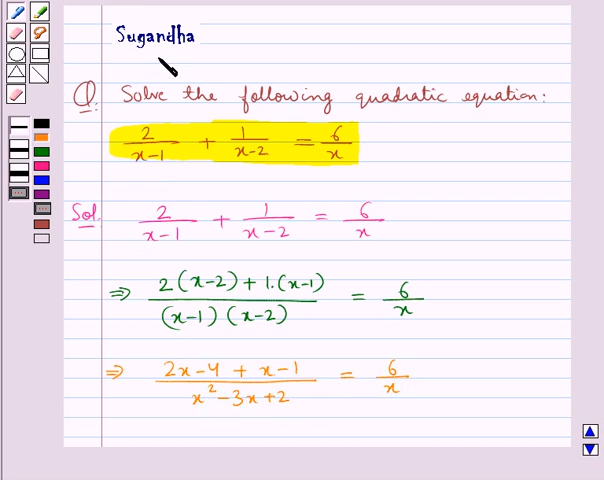 Sugandha
Q. Solve the following quadratic equation:
2/(x-1) + 1/(x-2) = 6/x
Sol. 2/(x-1) + 1/(x-2) = 6/x
⇒ (2(x-2) + 1.(x-1))/((x-1)(x-2)) = 6/x
⇒ (2x-4 + x-1)/(x²-3x+2) = 6/x